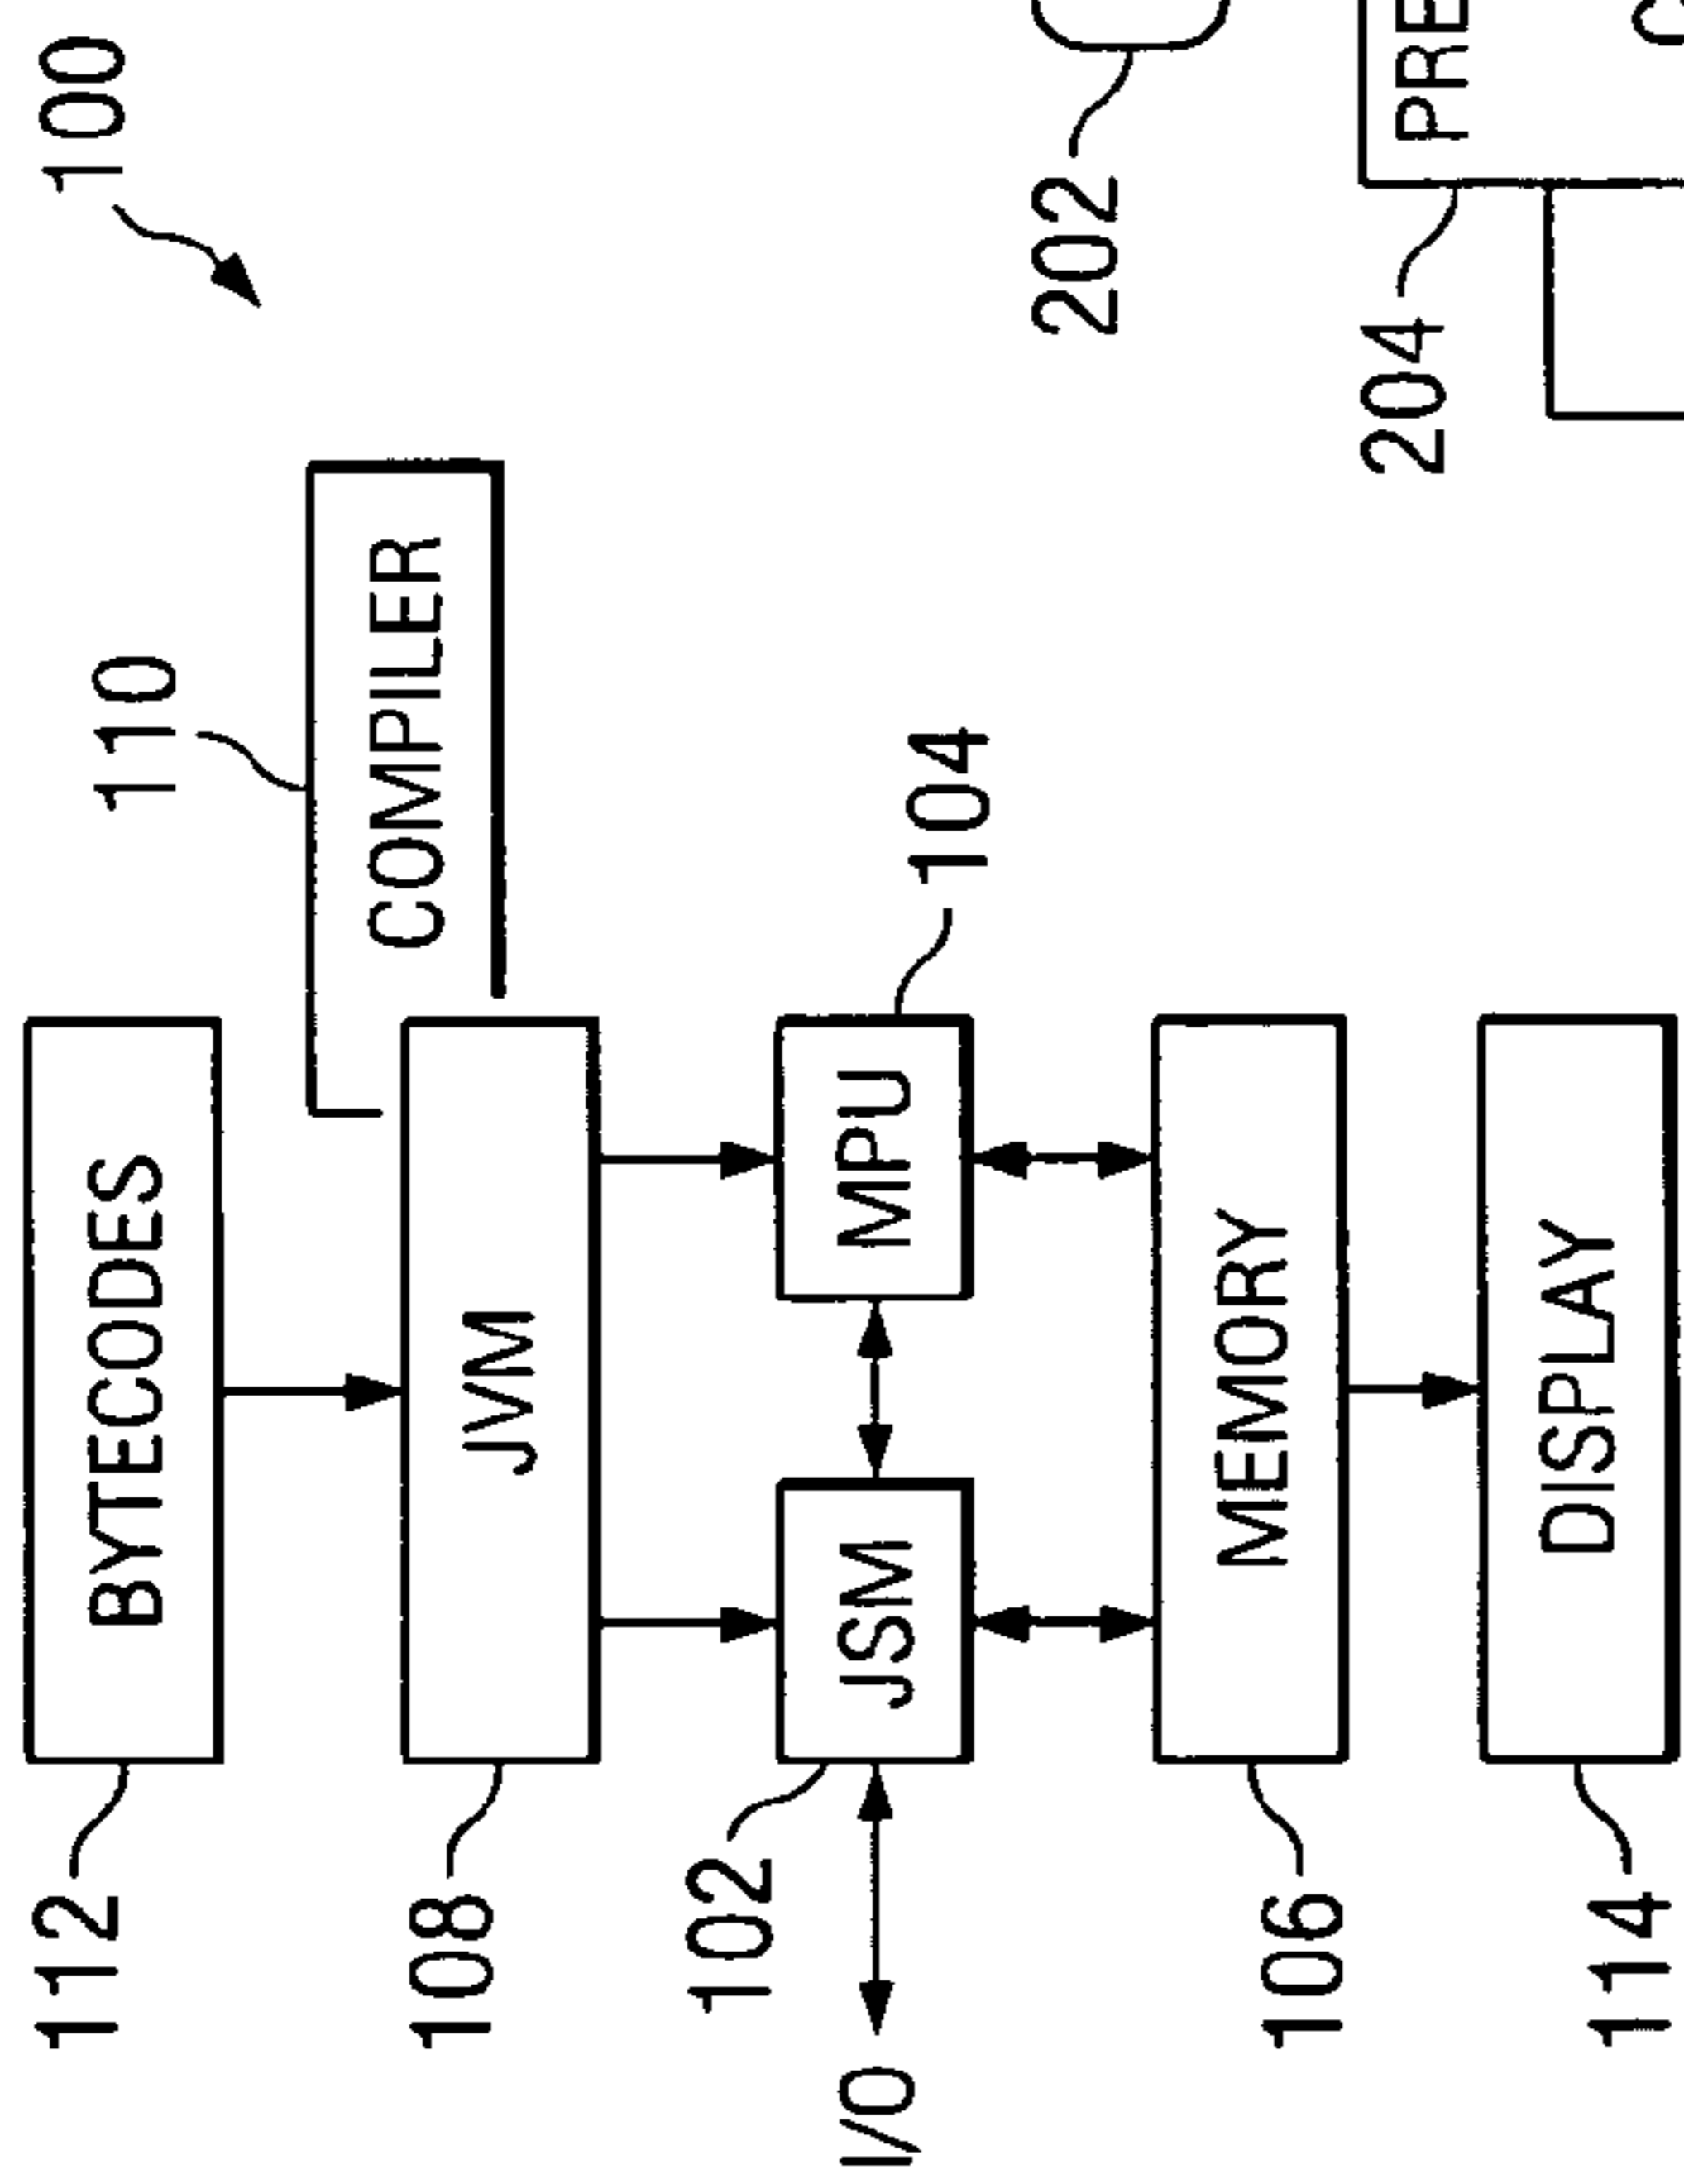 112
BYTECODES
100
110
COMPILER
108
JVM
102
I/O
JSM
MPU
104
202
106
MEMORY
204
PRE
114
DISPLAY